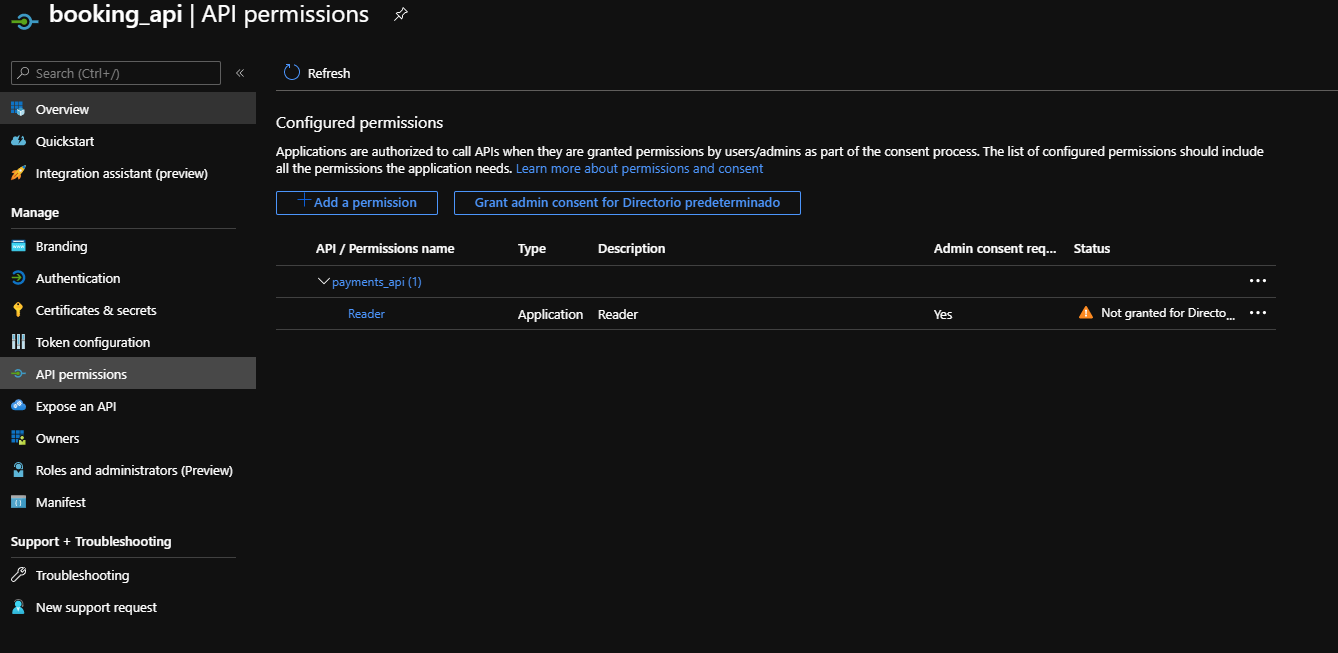 booking_api | API permissions
Search (Ctrl+/)
«
Refresh
Overview
Quickstart
Integration assistant (preview)
Manage
Branding
Authentication
Certificates & secrets
Token configuration
API permissions
Expose an API
Owners
Roles and administrators (Preview)
Manifest
Support + Troubleshooting
Troubleshooting
New support request
Configured permissions
Applications are authorized to call APIs when they are granted permissions by users/admins as part of the consent process. The list of configured permissions should include
all the permissions the application needs. Learn more about permissions and consent
Add a permission
Grant admin consent for Directorio predeterminado
API / Permissions name Type Description Admin consent req... Status
payments_api (1) ...
Reader Application Reader Yes Not granted for Directo... ...